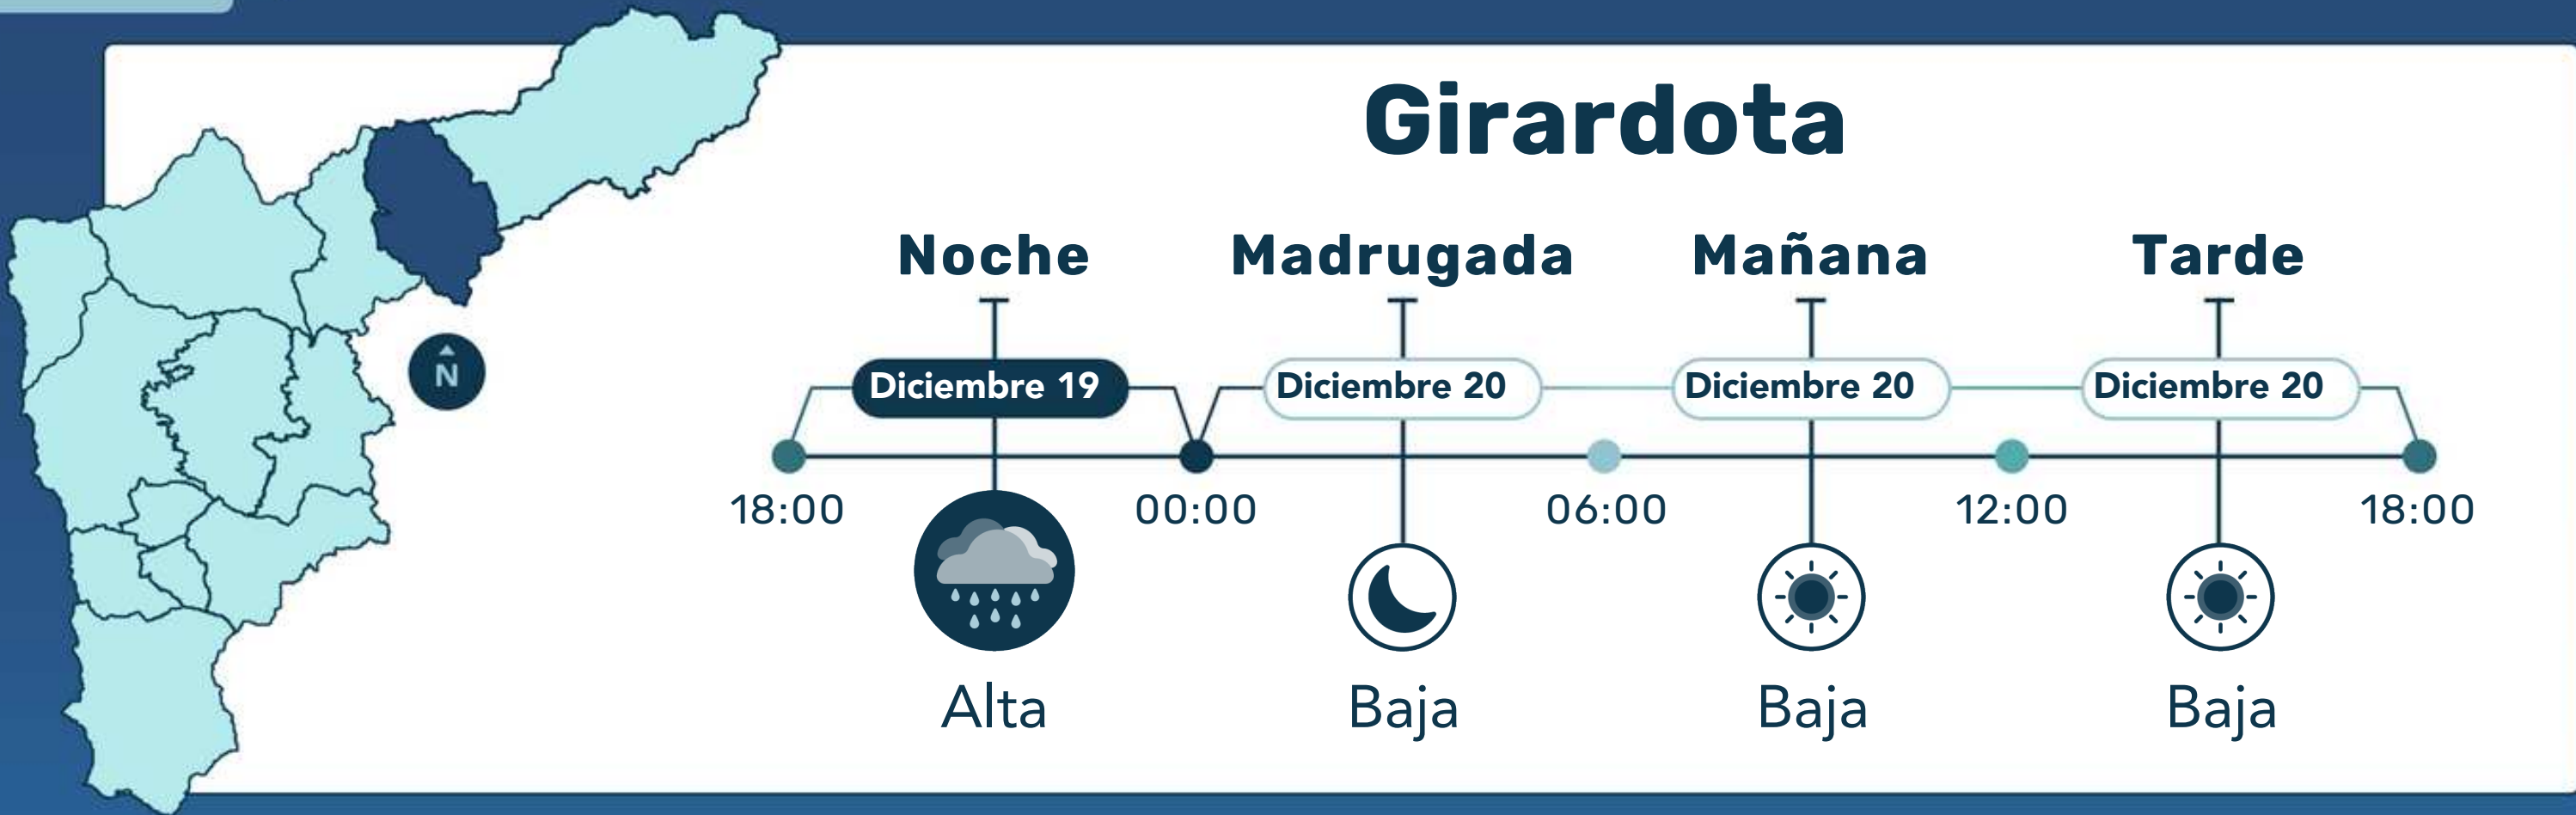 Girardota
Noche Madrugada Mañana Tarde
Diciembre 19 Diciembre 20 Diciembre 20 Diciembre 20
N
18:00 00:00 06:00 12:00 18:00
Alta Baja Baja Baja